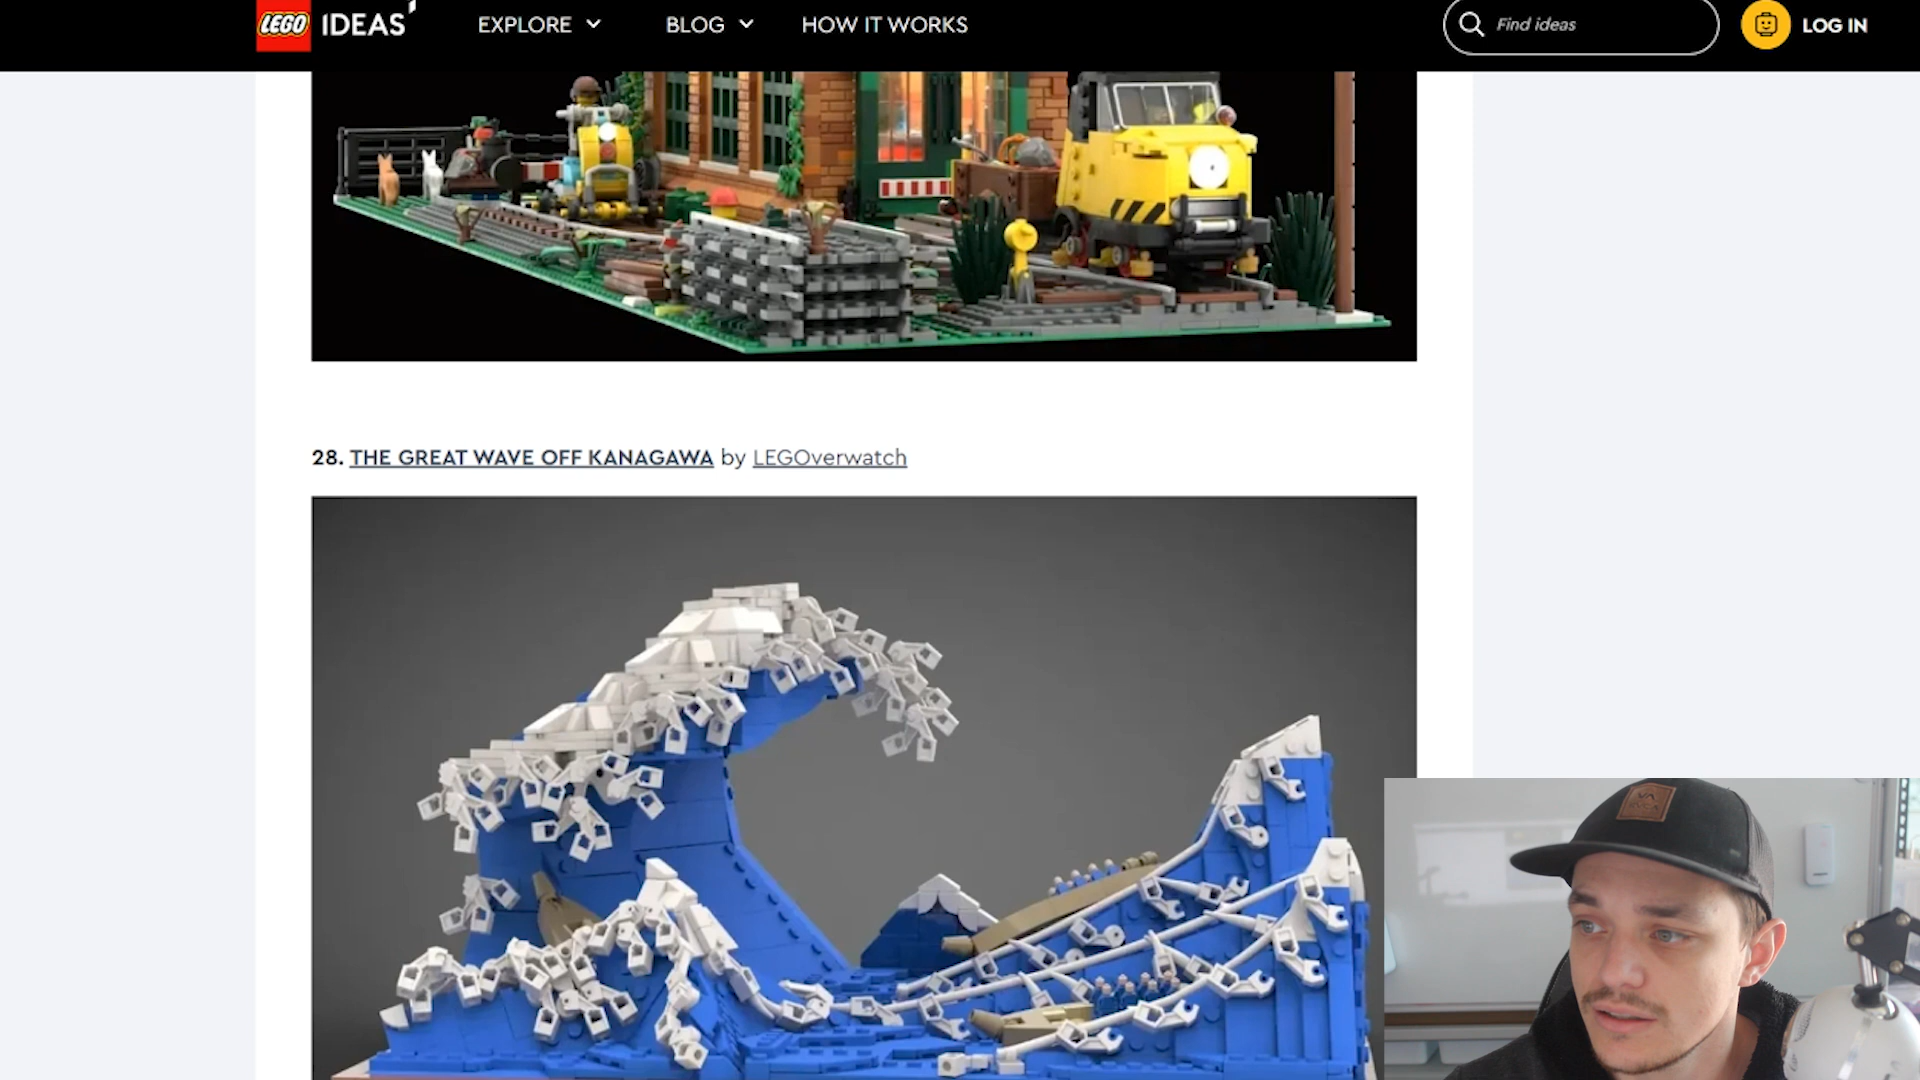 LEGO IDEAS
EXPLORE
BLOG
HOW IT WORKS
Find ideas
LOG IN
28. THE GREAT WAVE OFF KANAGAWA by LEGOverwatch